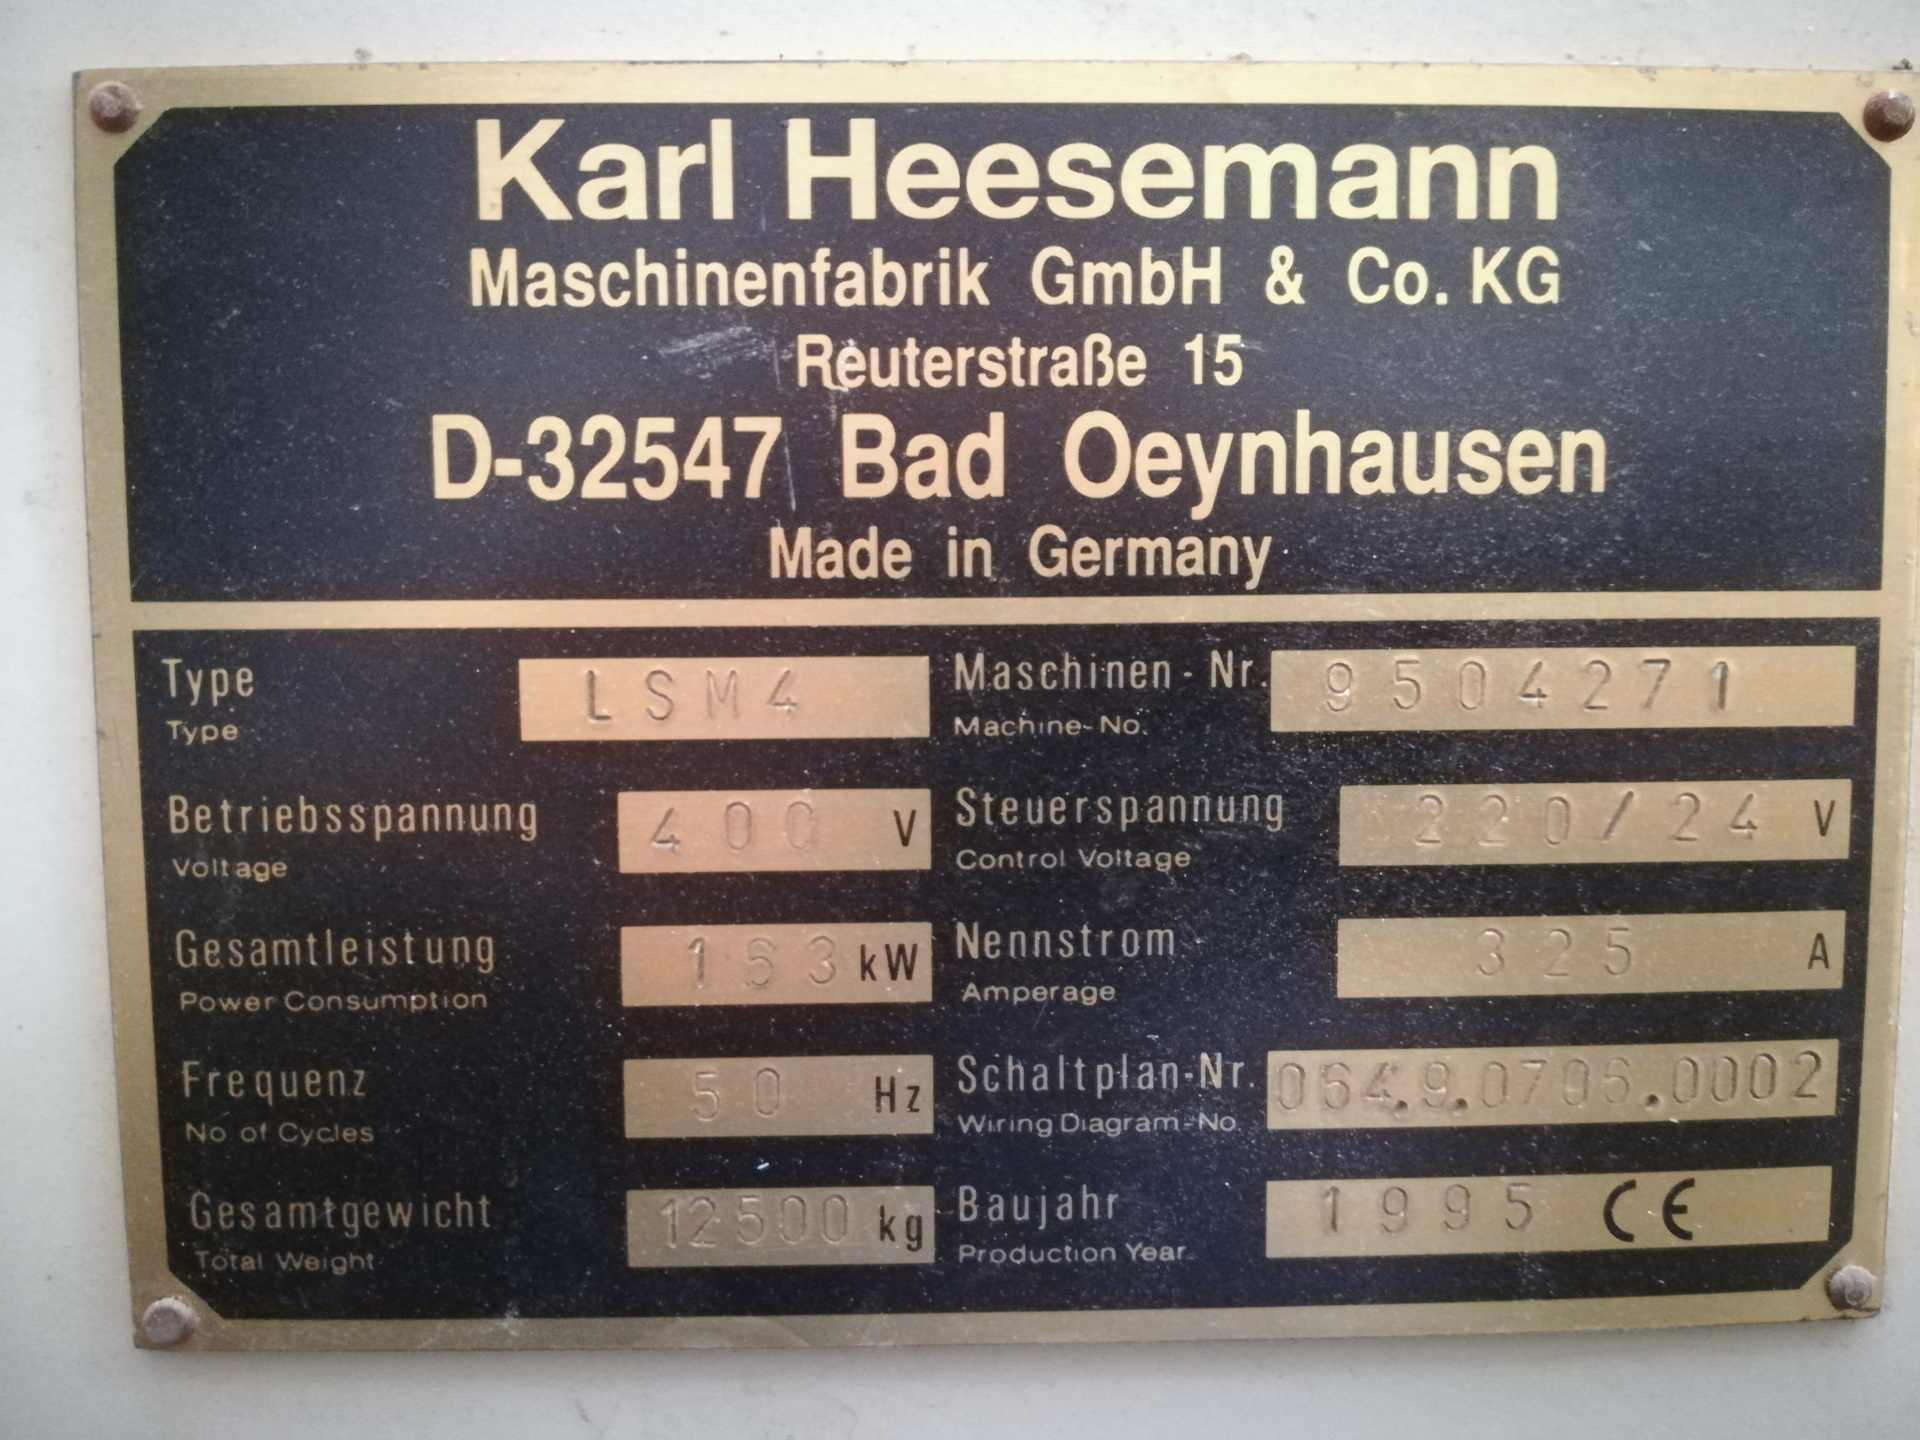 Karl Heesemann
Maschinenfabrik GmbH & Co. KG
Reuterstraße 15
D-32547 Bad Oeynhausen
Made in Germany
Type LSM4 Maschinen-Nr. 9504271
Type Machine-No.
Betriebsspannung 400 V Steuerspannung 220/24 V
Voltage Control Voltage
Gesamtleistung 163 kW Nennstrom 325 A
Power Consumption Amperage
Frequenz 50 Hz Schaltplan-Nr. 064.9.0706.0002
No of Cycles Wiring Diagram-No.
Gesamtgewicht 12500 kg Baujahr 1995 CE
Total Weight Production Year